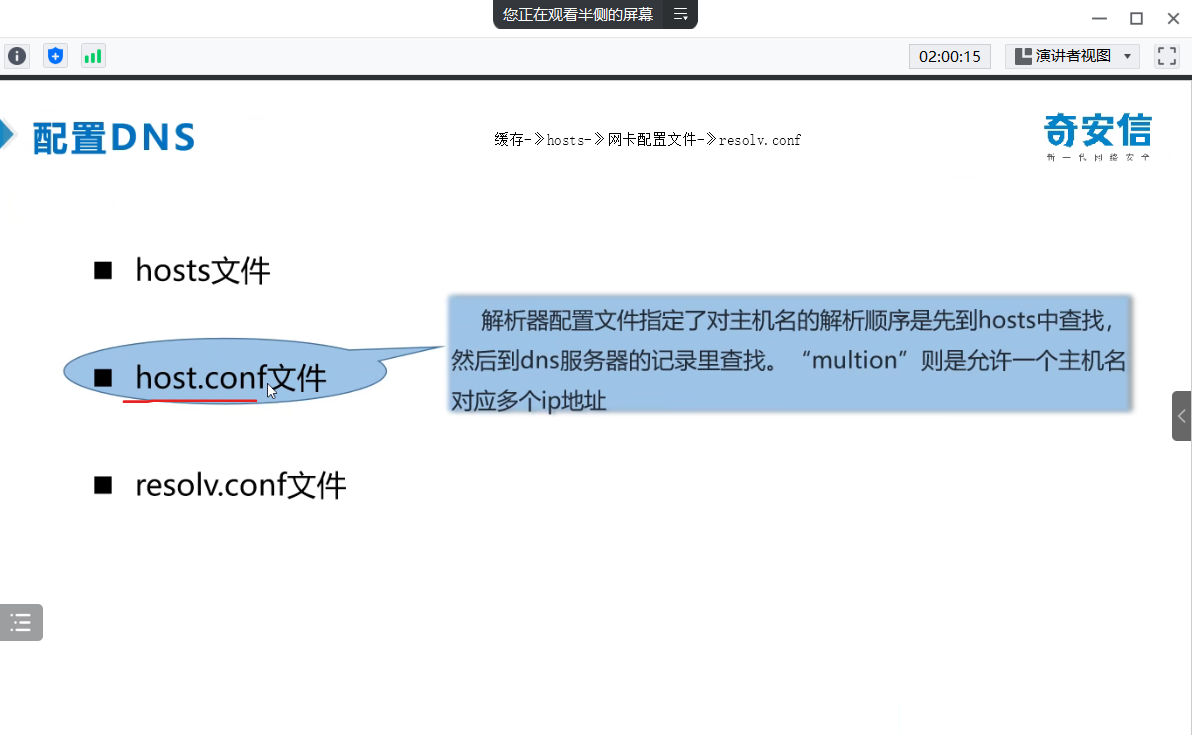 您正在观看半侧的屏幕
02:00:15
演讲者视图
配置DNS
缓存-》hosts-》网卡配置文件-》resolv.conf
奇安信
新一代网络安全
■ hosts文件
解析器配置文件指定了对主机名的解析顺序是先到hosts中查找，
然后到dns服务器的记录里查找。“multion”则是允许一个主机名
对应多个ip地址
■ host.conf文件
■ resolv.conf文件